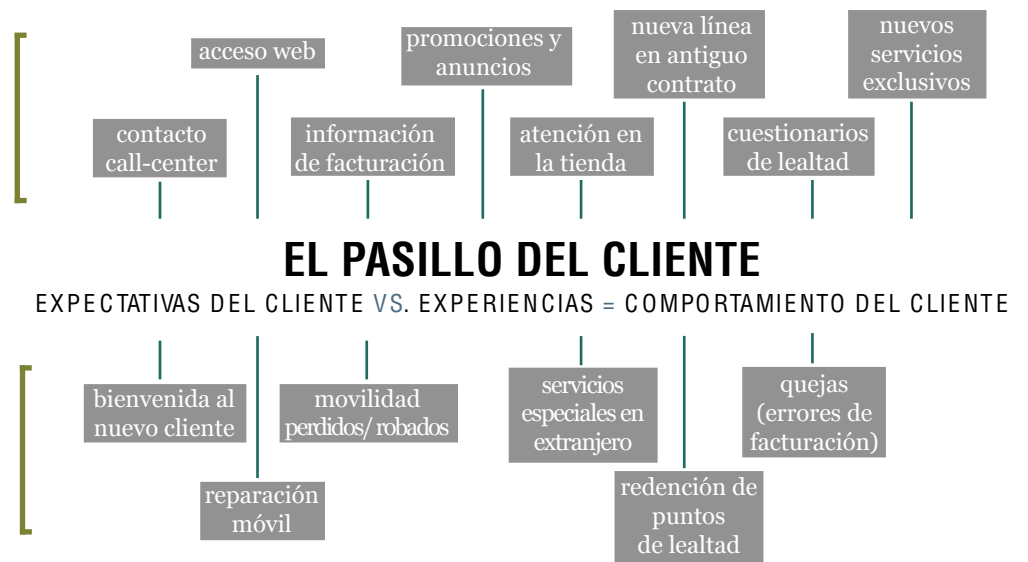 acceso web
promociones y
anuncios
nueva línea
en antiguo
contrato
nuevos
servicios
exclusivos
contacto
call-center
información
de facturación
atención en
la tienda
cuestionarios
de lealtad
EL PASILLO DEL CLIENTE
EXPECTATIVAS DEL CLIENTE VS. EXPERIENCIAS = COMPORTAMIENTO DEL CLIENTE
bienvenida al
nuevo cliente
movilidad
perdidos/ robados
servicios
especiales en
extranjero
quejas
(errores de
facturación)
reparación
móvil
redención de
puntos
de lealtad